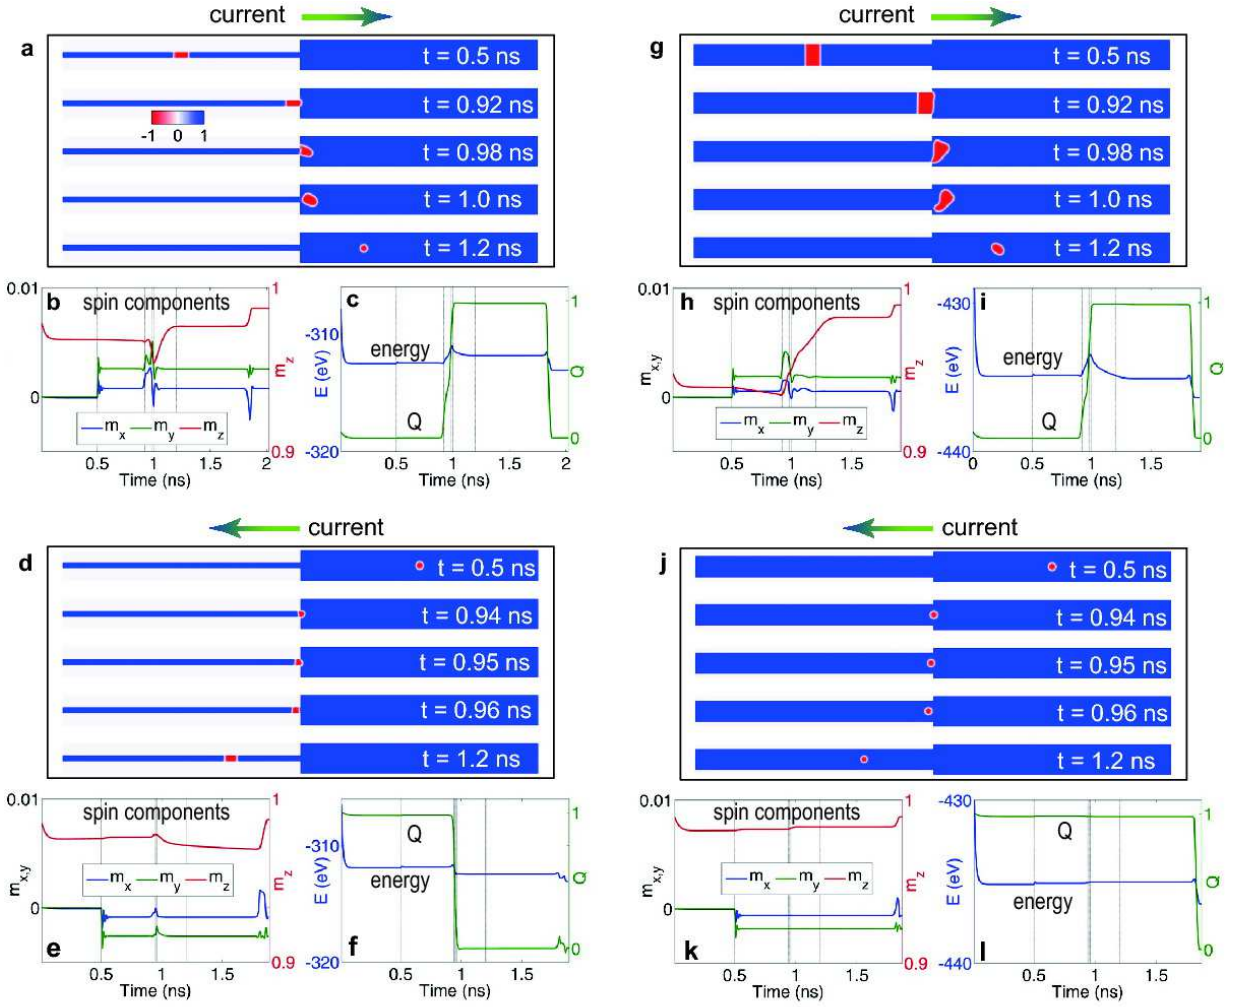 current
current
a
t = 0.5 ns
t = 0.92 ns
-1 0 1
t = 0.98 ns
t = 1.0 ns
t = 1.2 ns
g
t = 0.5 ns
t = 0.92 ns
t = 0.98 ns
t = 1.0 ns
t = 1.2 ns
b
spin components
0.01
0
1
m_z
0.9
m_x m_y m_z
0.5 1 1.5 2
Time (ns)
c
-310
-320
E (eV)
energy
Q
1
Q
0
0.5 1 1.5 2
Time (ns)
h
spin components
0.01
m_x,y
0
1
m_z
0.9
m_x m_y m_z
0.5 1 1.5
Time (ns)
i
-430
E (eV)
-440
energy
Q
1
Q
0
0 0.5 1 1.5
Time (ns)
current
current
d
t = 0.5 ns
t = 0.94 ns
t = 0.95 ns
t = 0.96 ns
t = 1.2 ns
j
t = 0.5 ns
t = 0.94 ns
t = 0.95 ns
t = 0.96 ns
t = 1.2 ns
spin components
0.01
m_x,y
0
1
m_z
0.9
m_x m_y m_z
e
0.5 1 1.5
Time (ns)
-310
E (eV)
-320
Q
energy
f
1
Q
0
0.5 1 1.5
Time (ns)
spin components
0.01
m_x,y
0
1
m_z
0.9
m_x m_y m_z
k
0.5 1 1.5
Time (ns)
-430
E (eV)
-440
Q
energy
l
1
Q
0
0.5 1 1.5
Time (ns)